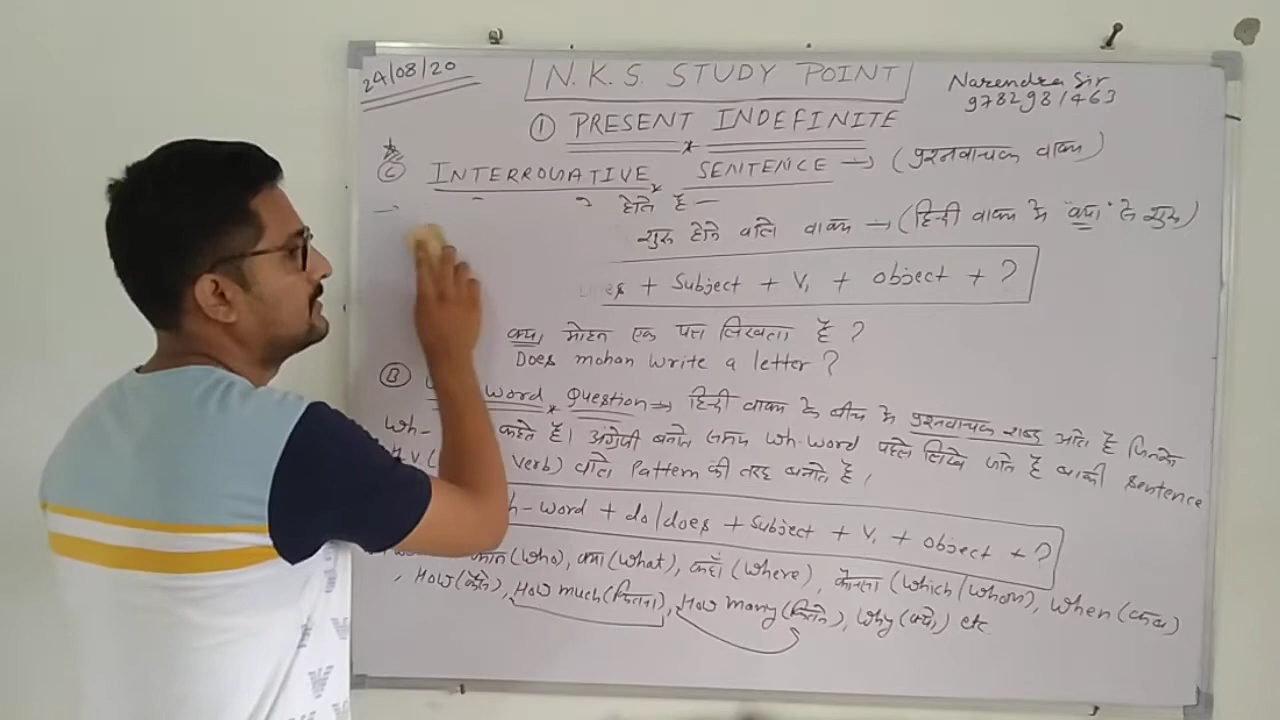 24/08/20
N.K.S. STUDY POINT
Narendra Sir
9782981463
① PRESENT INDEFINITE
(C) INTERROGATIVE SENTENCE → (प्रश्नवाचक वाक्य)
होते हैं —
शुरू होने वाले वाक्य → (हिन्दी वाक्य में "क्या" से शुरू)
+ Subject + V₁ + object + ?
क्या मोहन एक पत्र लिखता है ?
Does mohan write a letter ?
(B) word Question → हिन्दी वाक्य के बीच में प्रश्नवाचक शब्द आते है जिनके
Wh- कहते है। अंग्रेजी बनाते समय Wh-word पहले लिखे जाते है बाकी Sentence
H.V ( Verb) वाले Pattern की तरह बनाते है।
h-word + do/does + Subject + V₁ + object + ?
कौन (Who), क्या (What), कहाँ (Where), कौनसा (Which/Whom), When (कब)
, How (कैसे), How much (कितना), How many (कितने), Why (क्यों) etc.